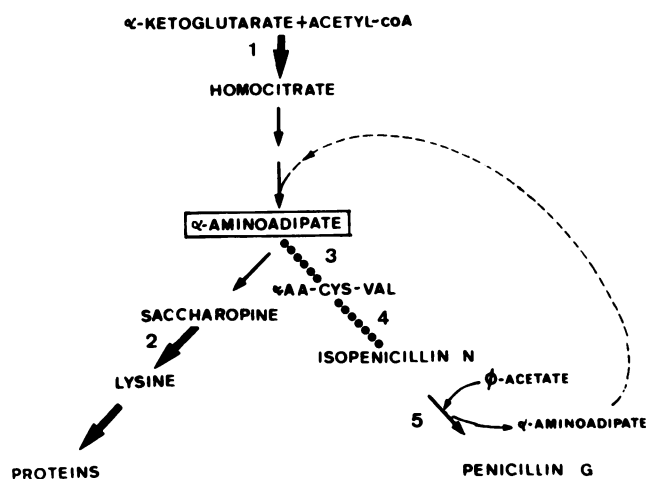 α-KETOGLUTARATE+ACETYL-COA
1
HOMOCITRATE
α-AMINOADIPATE
3
αAA-CYS-VAL
SACCHAROPINE
4
2
ISOPENICILLIN N
LYSINE
ϕ-ACETATE
5
α-AMINOADIPATE
PROTEINS
PENICILLIN G